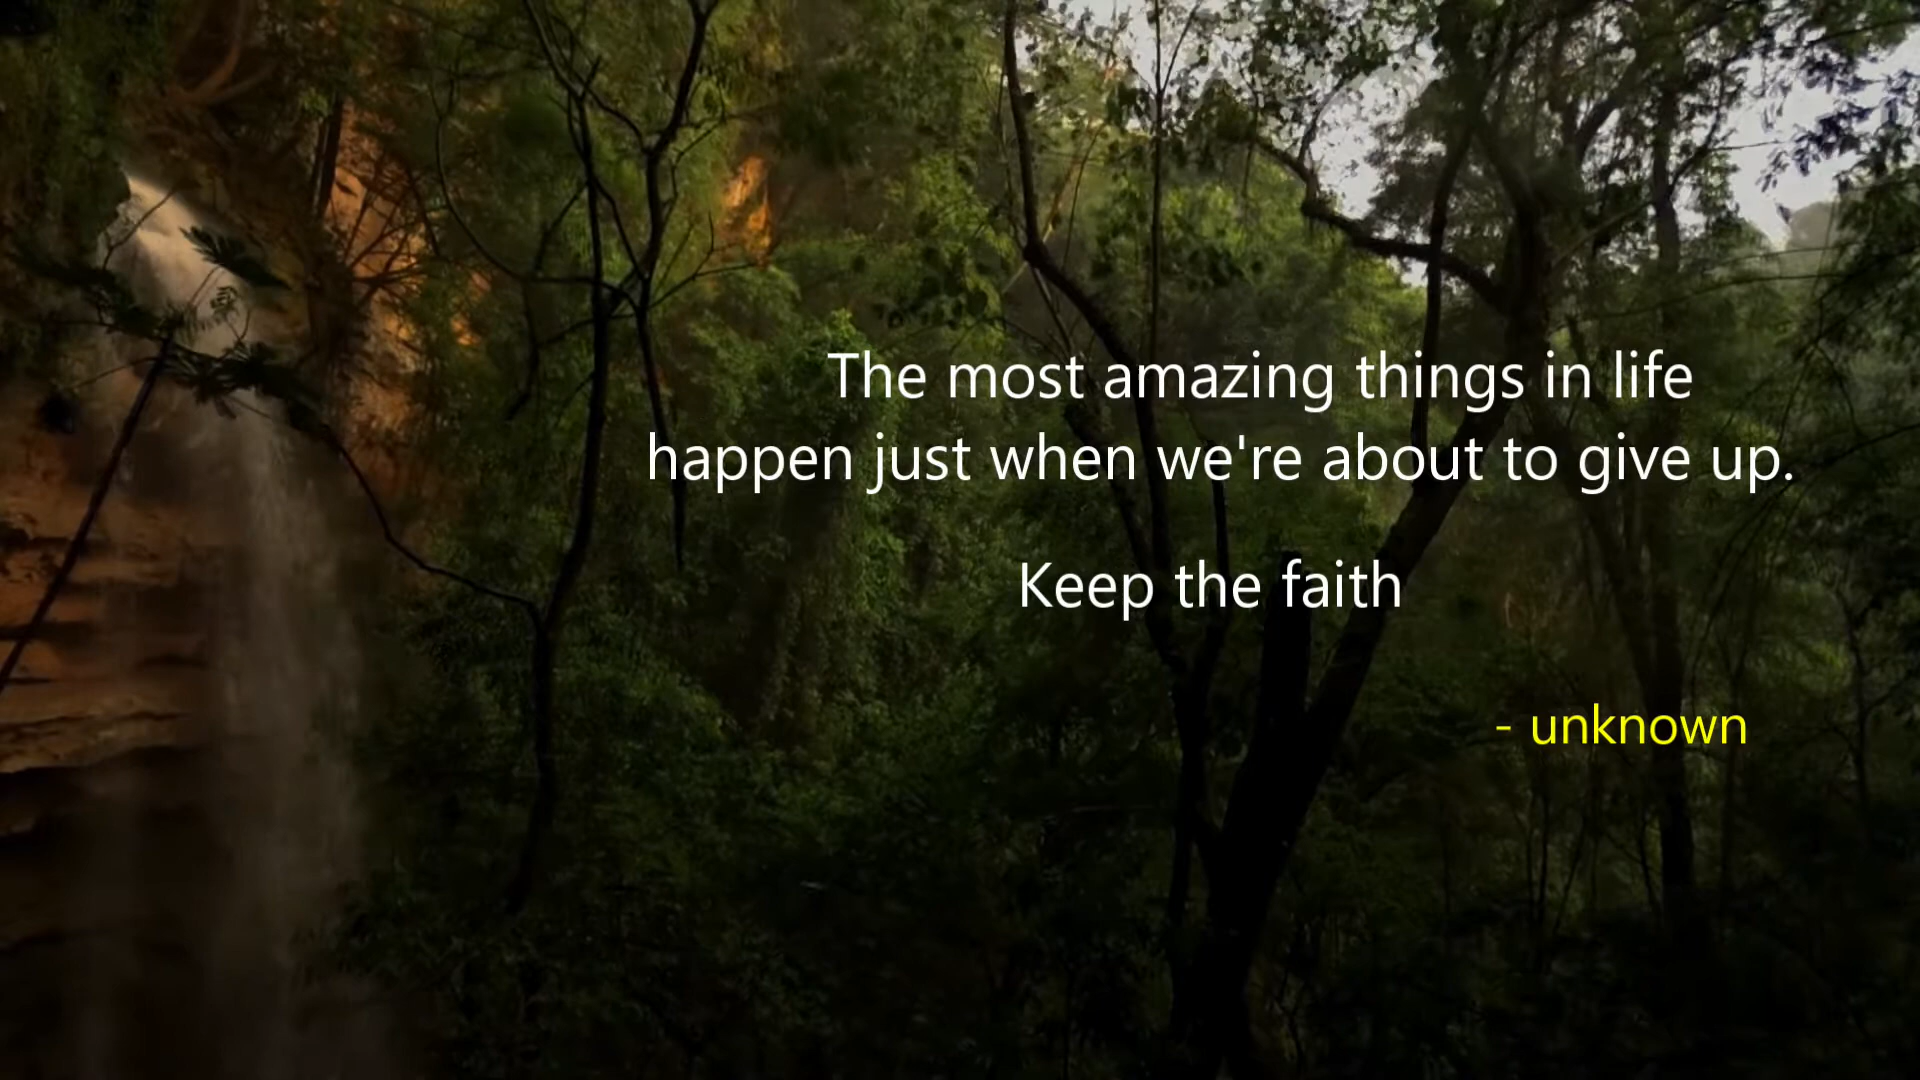 The most amazing things in life
happen just when we're about to give up.
Keep the faith
- unknown